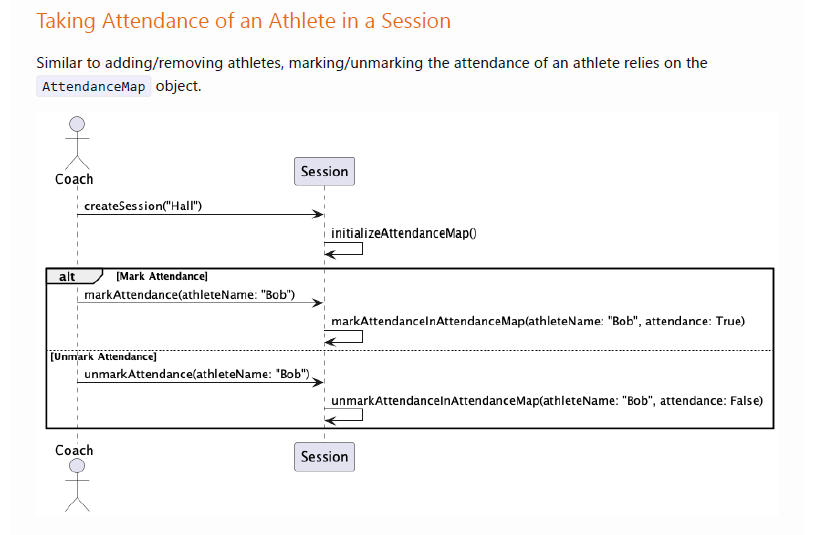 Taking Attendance of an Athlete in a Session
Similar to adding/removing athletes, marking/unmarking the attendance of an athlete relies on the
AttendanceMap object.
Coach
Session
createSession("Hall")
initializeAttendanceMap()
alt [Mark Attendance]
markAttendance(athleteName: "Bob")
markAttendanceInAttendanceMap(athleteName: "Bob", attendance: True)
[Unmark Attendance]
unmarkAttendance(athleteName: "Bob")
unmarkAttendanceInAttendanceMap(athleteName: "Bob", attendance: False)
Coach
Session